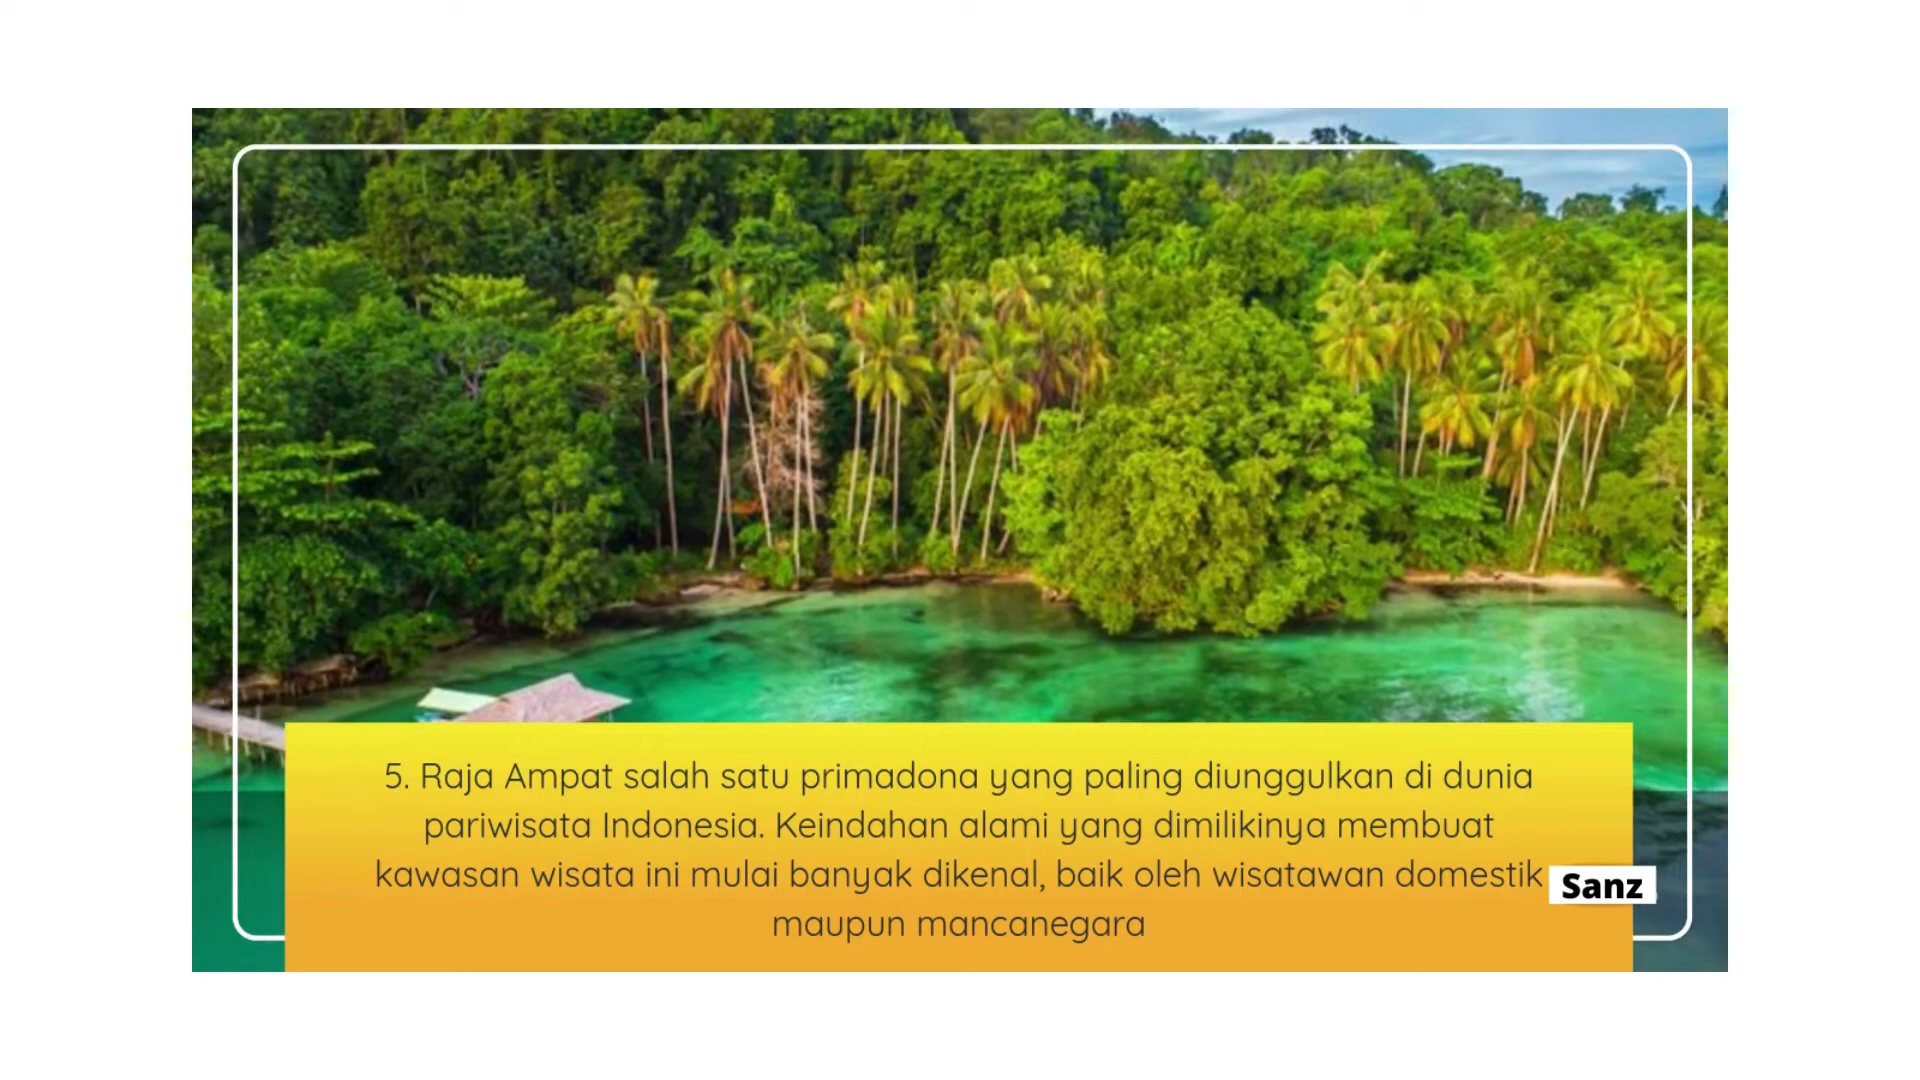 5. Raja Ampat salah satu primadona yang paling diunggulkan di dunia
pariwisata Indonesia. Keindahan alami yang dimilikinya membuat
kawasan wisata ini mulai banyak dikenal, baik oleh wisatawan domestik
maupun mancanegara
Sanz